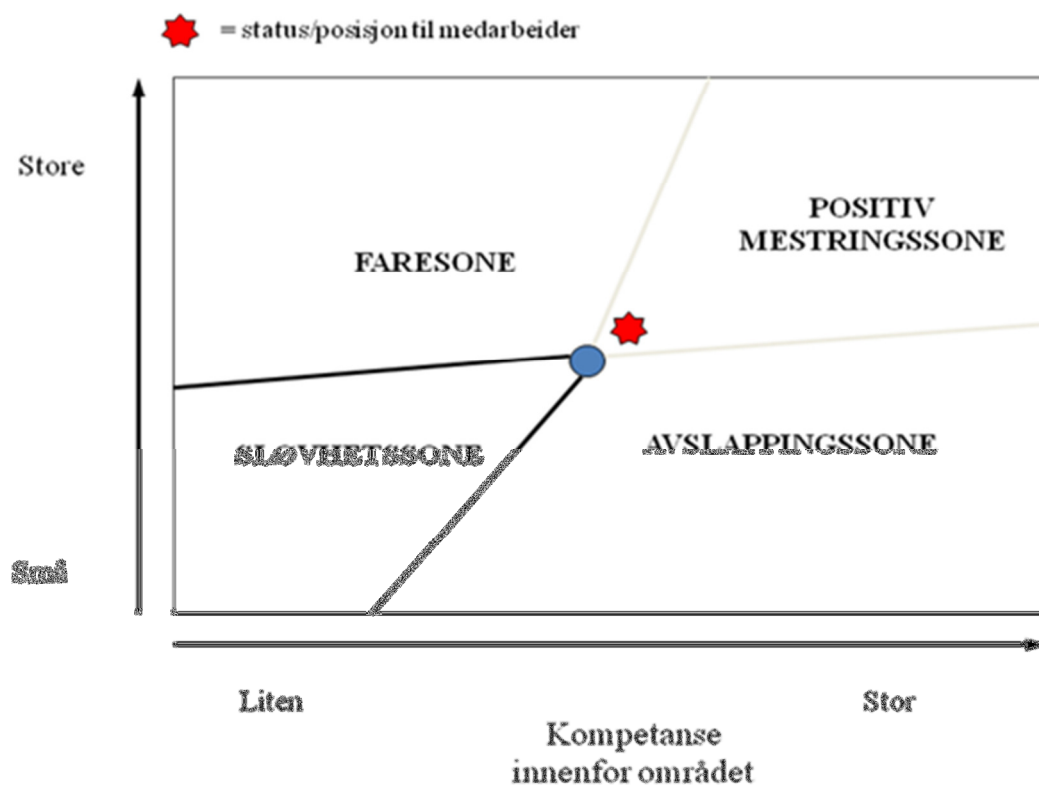 = status/posisjon til medarbeider
Store
POSITIV
MESTRINGSSONE
FARESONE
SLØVHETSSONE
AVSLAPPINGSSONE
Små
Liten
Stor
Kompetanse
innenfor området